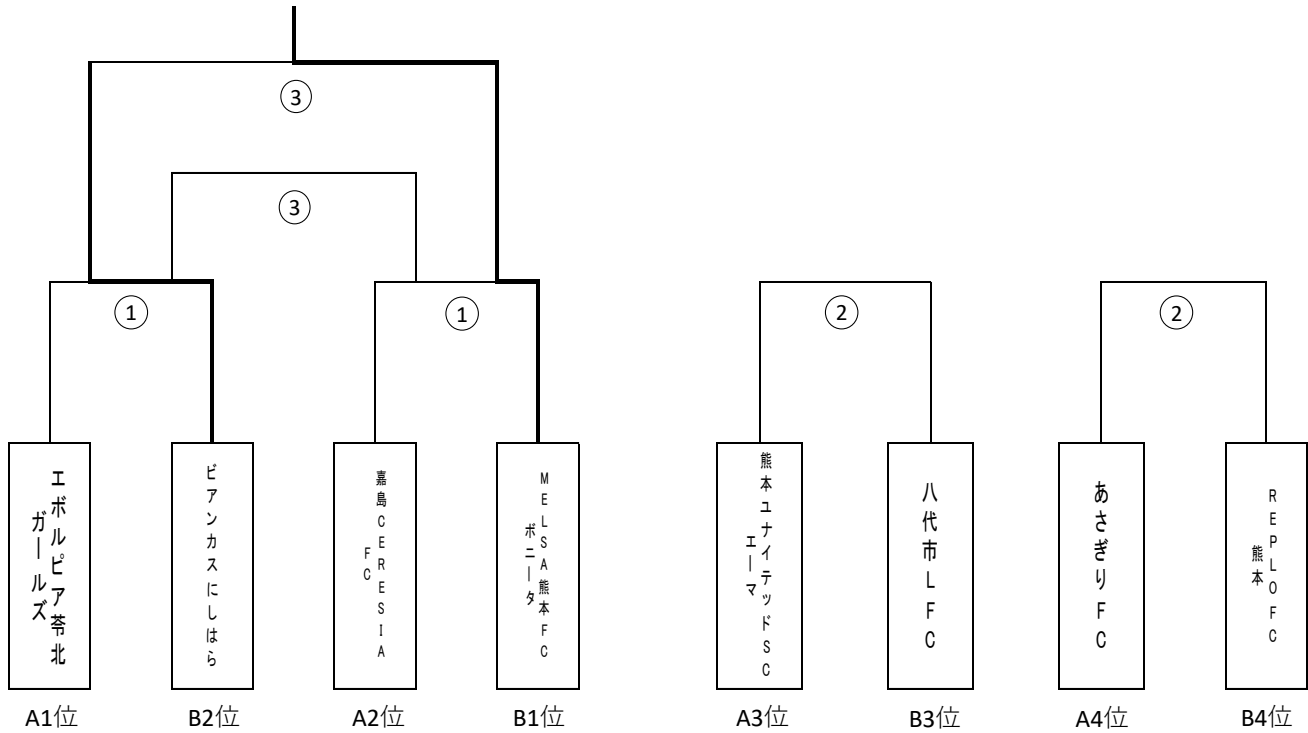 ③
③
①
①
②
②
エボルピア苓北
ガールズ
ビアンカスにしはら
嘉島CERESIA
FC
MELSA熊本FC
ボニータ
熊本ユナイテッドSC
エーマ
八代市LFC
あさぎりFC
REPLOFC
熊本
A1位
B2位
A2位
B1位
A3位
B3位
A4位
B4位